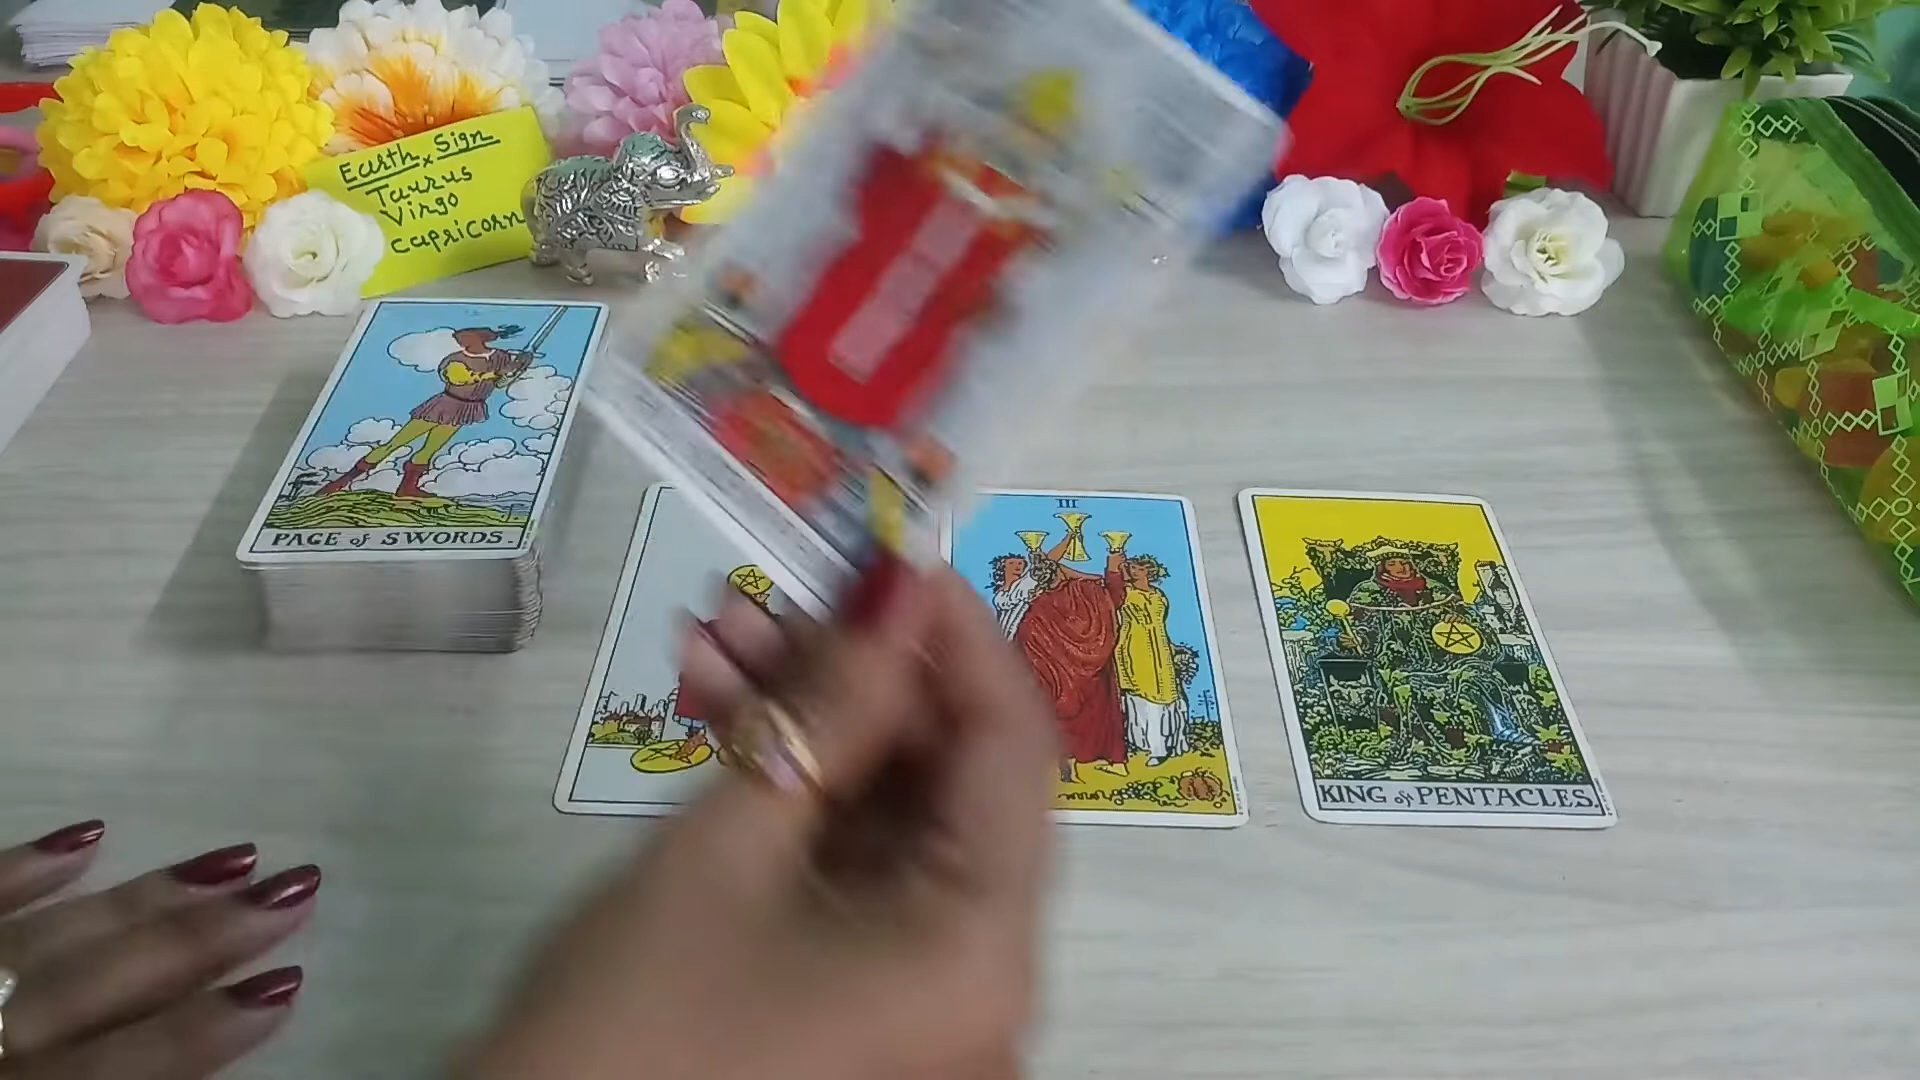 Earth Sign
Taurus
Virgo
Capricorn
PAGE of SWORDS.
III
KING of PENTACLES.